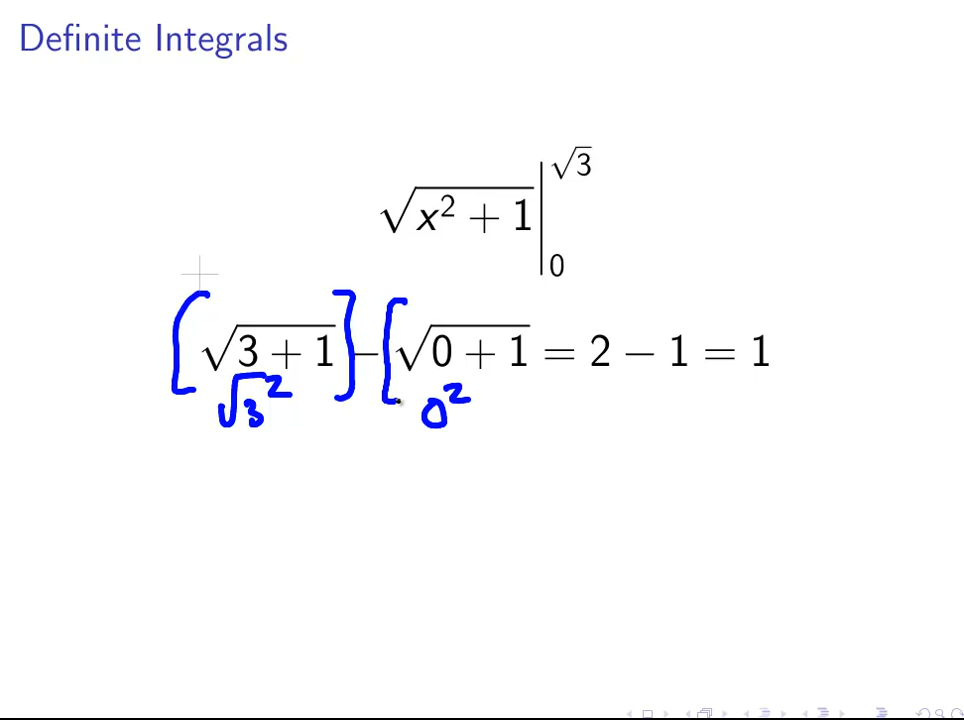 Definite Integrals
√(x² + 1) |₀^√3
[√(3 + 1)] − [√(0 + 1) = 2 − 1 = 1
√3² 0²